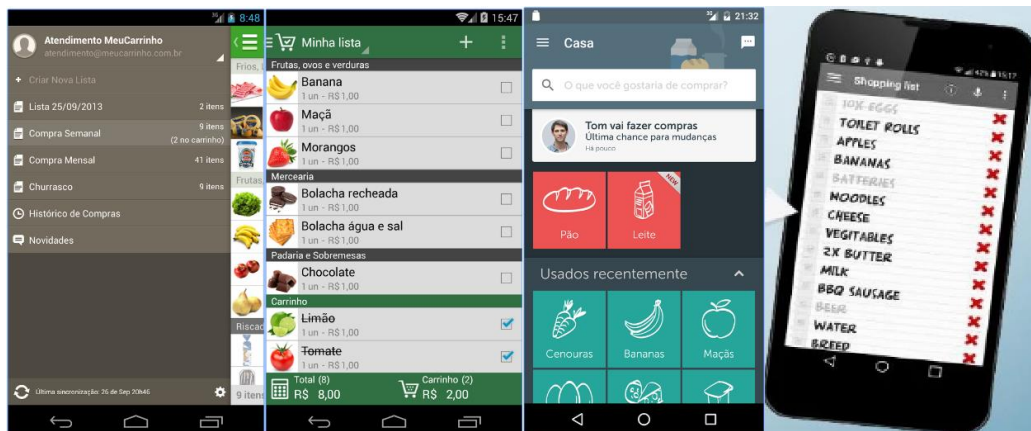 8:48
Atendimento MeuCarrinho
atendimento@meucarrinho.com.br
+ Criar Nova Lista
Lista 25/09/2013
2 itens
Compra Semanal
9 itens
(2 no carrinho)
Compra Mensal
41 itens
Churrasco
9 itens
Histórico de Compras
Novidades
Última sincronização: 26 de Sep 20h46
Frios, L
Frutas,
Riscad
9 itens
15:47
Minha lista
Frutas, ovos e verduras
Banana
1 un - R$ 1,00
Maçã
1 un - R$ 1,00
Morangos
1 un - R$ 1,00
Mercearia
Bolacha recheada
1 un - R$ 1,00
Bolacha água e sal
1 un - R$ 1,00
Padaria e Sobremesas
Chocolate
1 un - R$ 1,00
Carrinho
Limão
1 un - R$ 1,00
Tomate
1 un - R$ 1,00
Total (8)
R$ 8,00
Carrinho (2)
R$ 2,00
21:32
Casa
O que você gostaria de comprar?
Tom vai fazer compras
Última chance para mudanças
Há pouco
Pão
NEW
Leite
Usados recentemente
Cenouras
Bananas
Maçãs
42% 15:17
Shopping list
10X EGGS
TOILET ROLLS
APPLES
BANANAS
BATTERIES
NOODLES
CHEESE
VEGITABLES
2X BUTTER
MILK
BBQ SAUSAGE
BEER
WATER
BREED